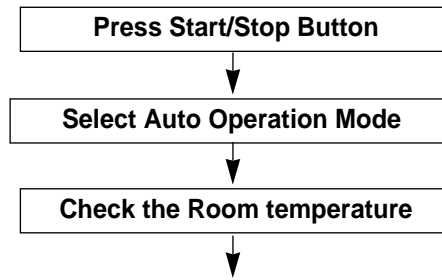 Press Start/Stop Button
Select Auto Operation Mode
Check the Room temperature